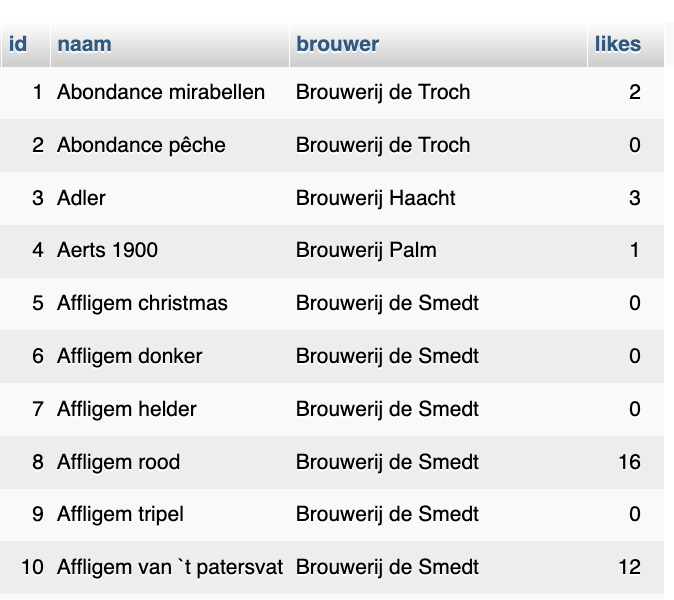 id naam brouwer likes
1 Abondance mirabellen Brouwerij de Troch 2
2 Abondance pêche Brouwerij de Troch 0
3 Adler Brouwerij Haacht 3
4 Aerts 1900 Brouwerij Palm 1
5 Affligem christmas Brouwerij de Smedt 0
6 Affligem donker Brouwerij de Smedt 0
7 Affligem helder Brouwerij de Smedt 0
8 Affligem rood Brouwerij de Smedt 16
9 Affligem tripel Brouwerij de Smedt 0
10 Affligem van `t patersvat Brouwerij de Smedt 12